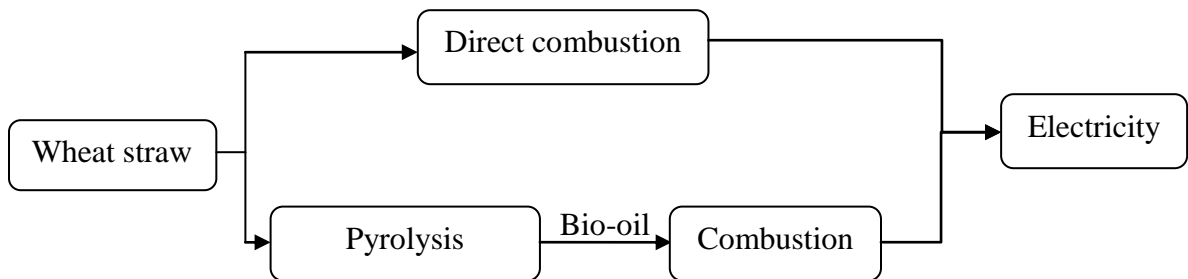 Direct combustion
Electricity
Wheat straw
Bio-oil
Pyrolysis
Combustion